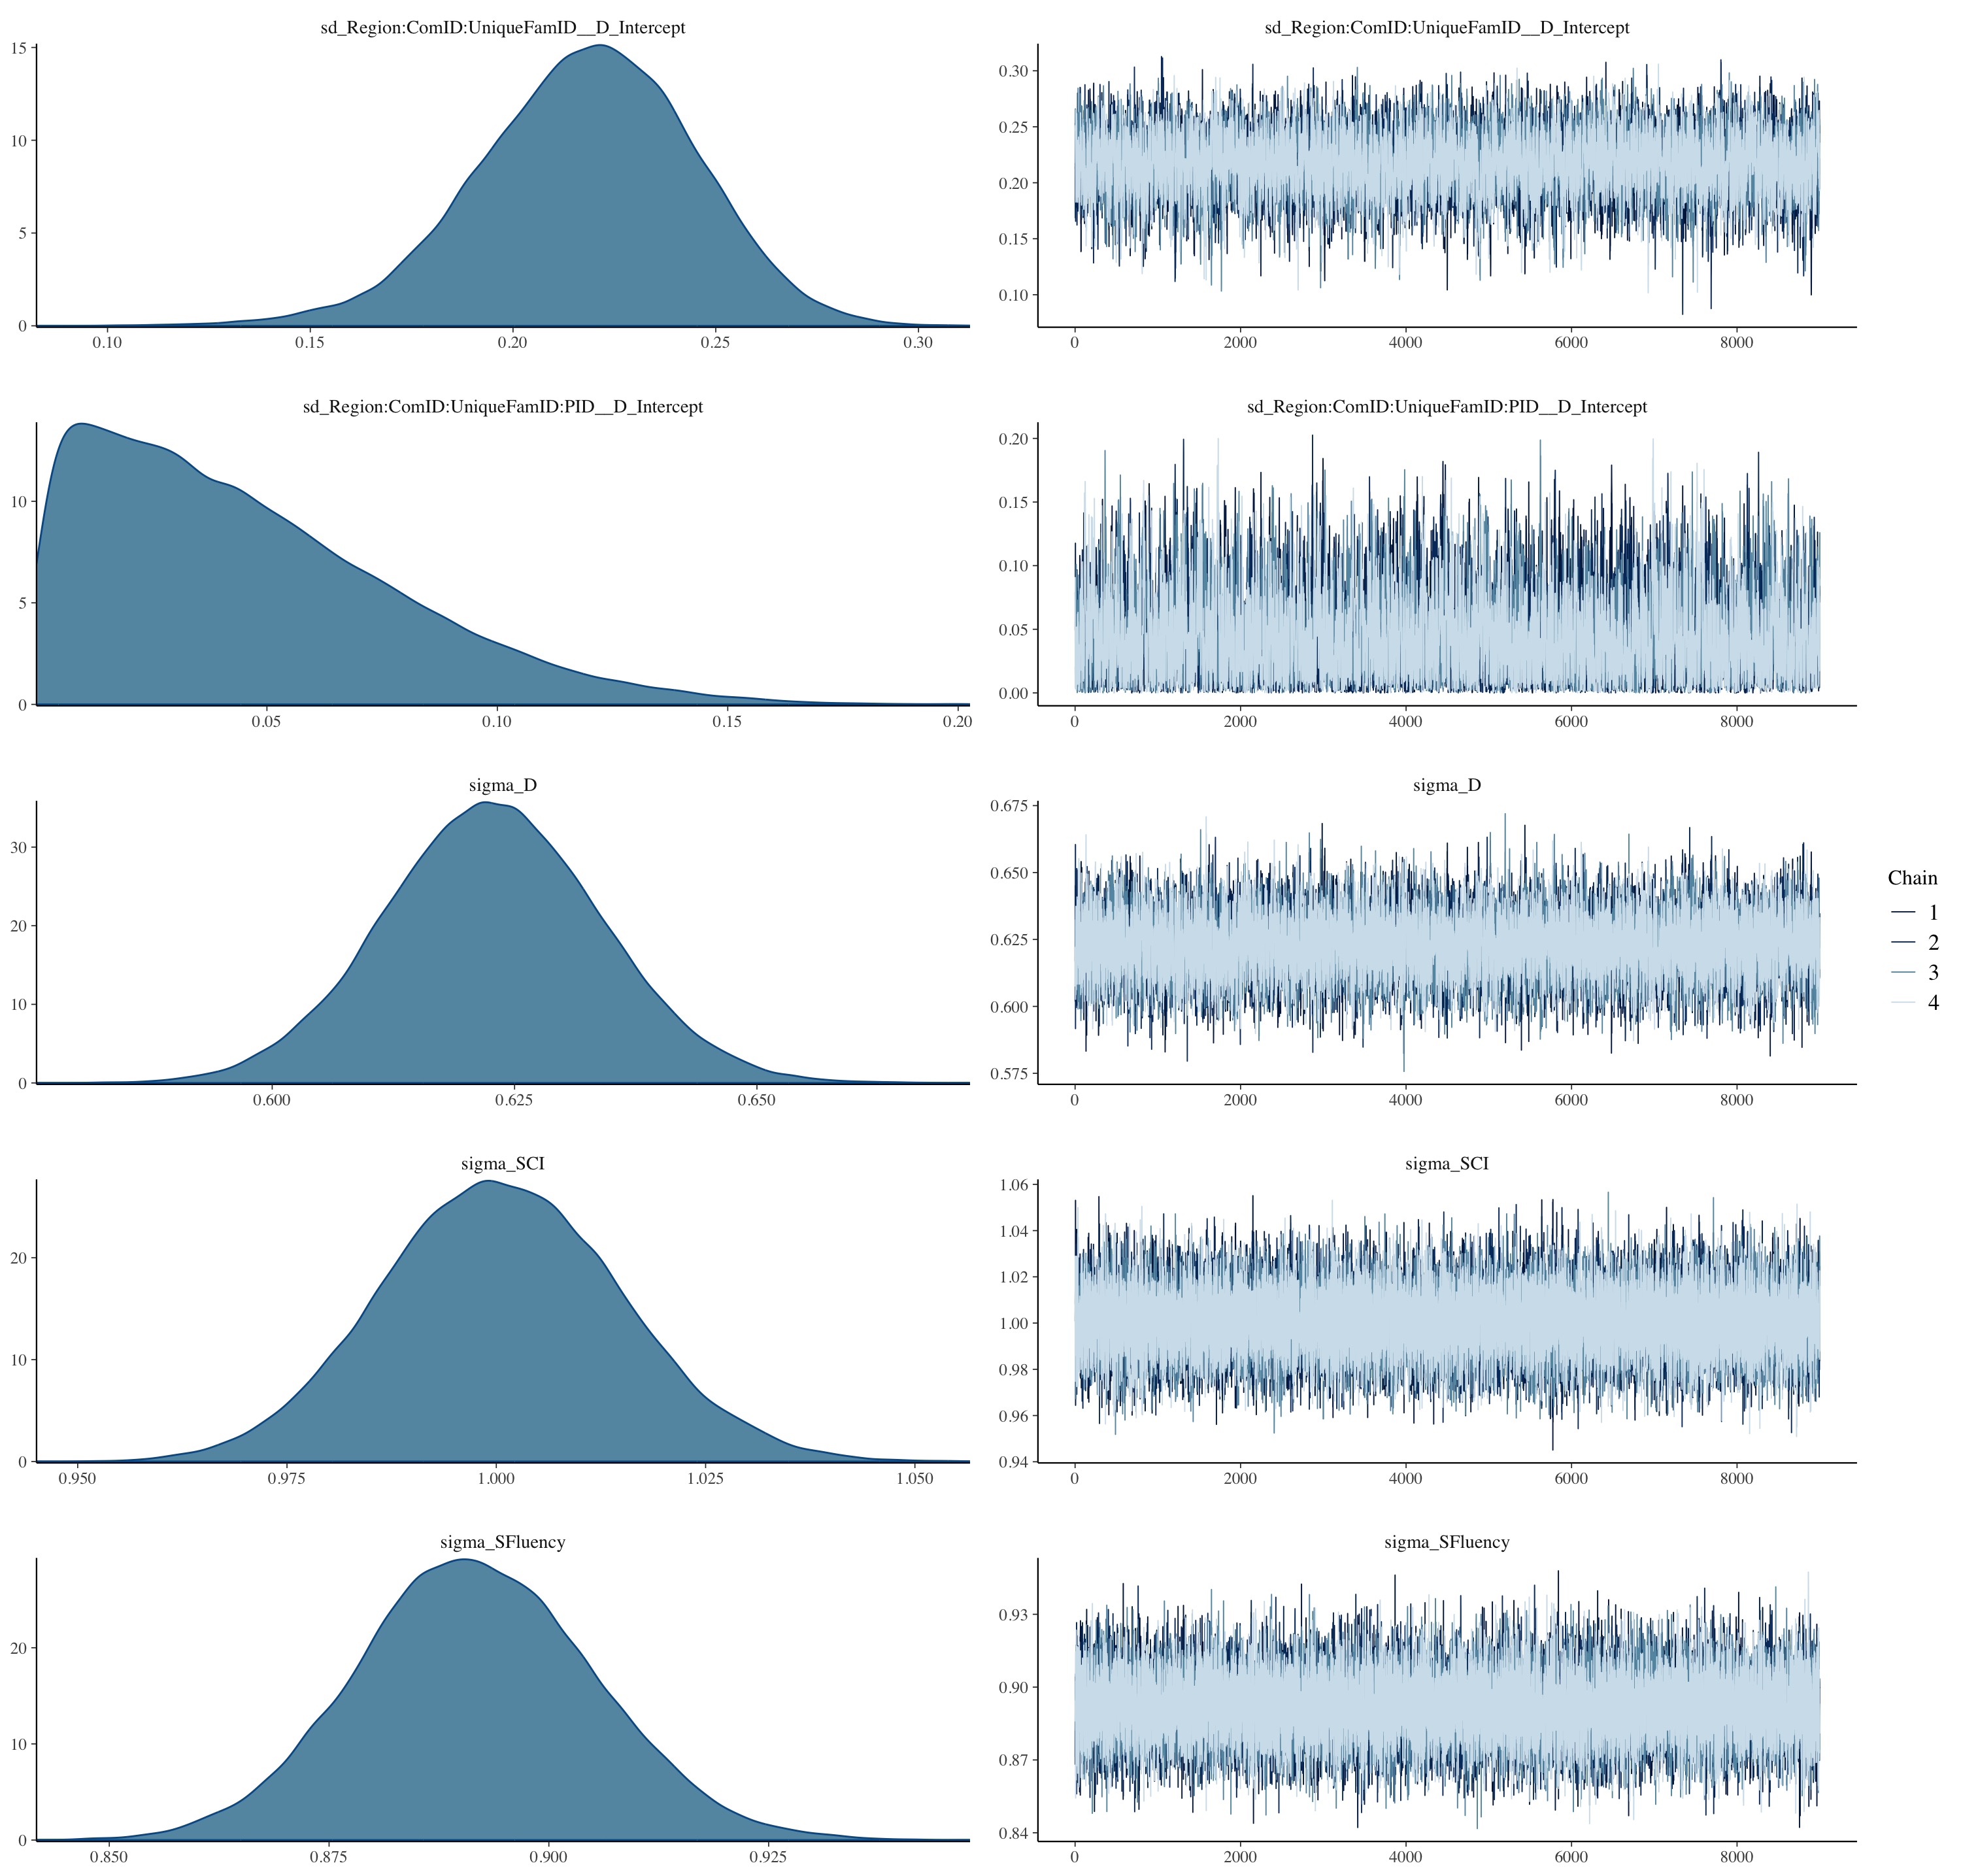 sd_Region:ComID:UniqueFamID__D_Intercept
15
10
5
0
0.10 0.15 0.20 0.25 0.30
sd_Region:ComID:UniqueFamID__D_Intercept
0.30
0.25
0.20
0.15
0.10
0 2000 4000 6000 8000
sd_Region:ComID:UniqueFamID:PID__D_Intercept
10
5
0
0.05 0.10 0.15 0.20
sd_Region:ComID:UniqueFamID:PID__D_Intercept
0.20
0.15
0.10
0.05
0.00
0 2000 4000 6000 8000
sigma_D
30
20
10
0
0.600 0.625 0.650
sigma_D
0.675
0.650
0.625
0.600
0.575
0 2000 4000 6000 8000
sigma_SCI
20
10
0
0.950 0.975 1.000 1.025 1.050
sigma_SCI
1.06
1.04
1.02
1.00
0.98
0.96
0.94
0 2000 4000 6000 8000
sigma_SFluency
20
10
0
0.850 0.875 0.900 0.925
sigma_SFluency
0.93
0.90
0.87
0.84
0 2000 4000 6000 8000
Chain
1
2
3
4